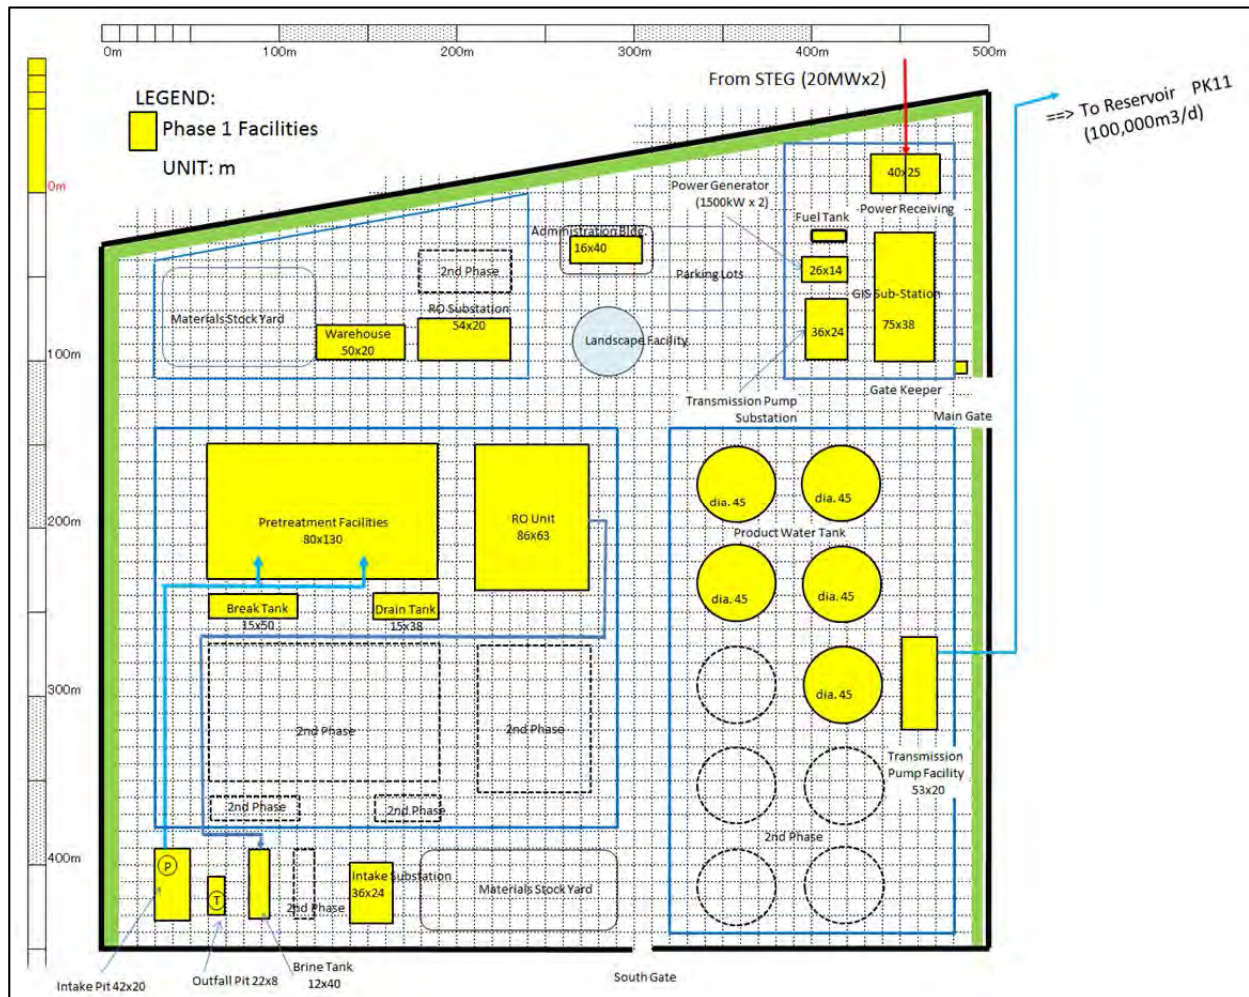 0m 100m 200m 300m 400m 500m
From STEG (20MWx2)
==> To Reservoir PK11
(100,000m3/d)
LEGEND:
Phase 1 Facilities
UNIT: m
0m
40x25
Power Receiving
Power Generator
(1500kW x 2)
Fuel Tank
Administration Bldg.
16x40
2nd Phase
Parking Lots
26x14
GIS Sub-Station
75x38
36x24
Materials Stock Yard
RO Substation
54x20
Warehouse
50x20
Landscape Facility
100m
Transmission Pump
Substation
Gate Keeper
Main Gate
Pretreatment Facilities
80x130
RO Unit
86x63
dia. 45
dia. 45
Product Water Tank
200m
dia. 45
dia. 45
Break Tank
15x50
Drain Tank
15x38
300m
2nd Phase
2nd Phase
dia. 45
Transmission
Pump Facility
53x20
2nd Phase
2nd Phase
2nd Phase
400m
P
T
2nd Phase
Intake Substation
36x24
Materials Stock Yard
Intake Pit 42x20
Outfall Pit 22x8
Brine Tank
12x40
South Gate